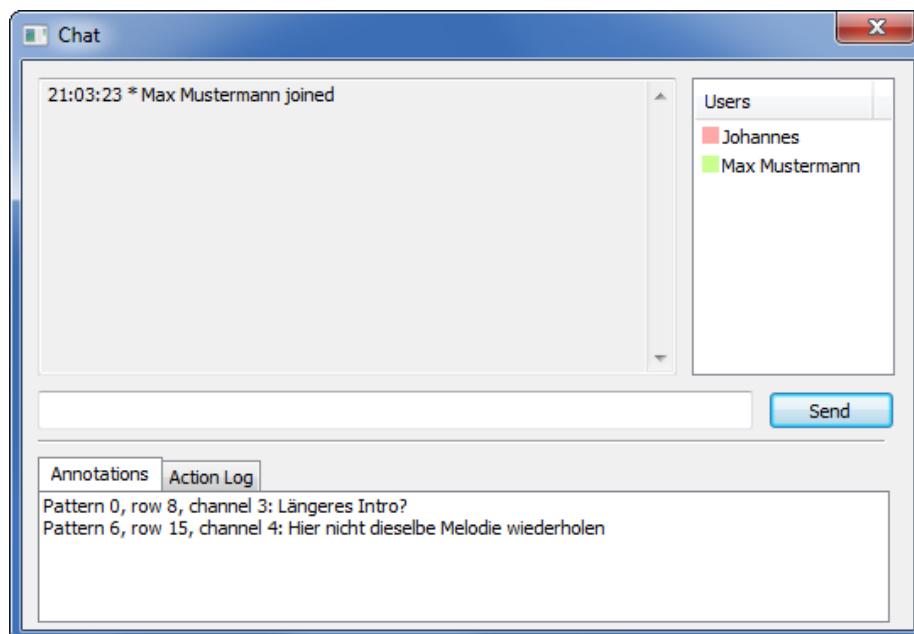 Chat
21:03:23 * Max Mustermann joined
Users
Johannes
Max Mustermann
Send
Annotations
Action Log
Pattern 0, row 8, channel 3: Längeres Intro?
Pattern 6, row 15, channel 4: Hier nicht dieselbe Melodie wiederholen